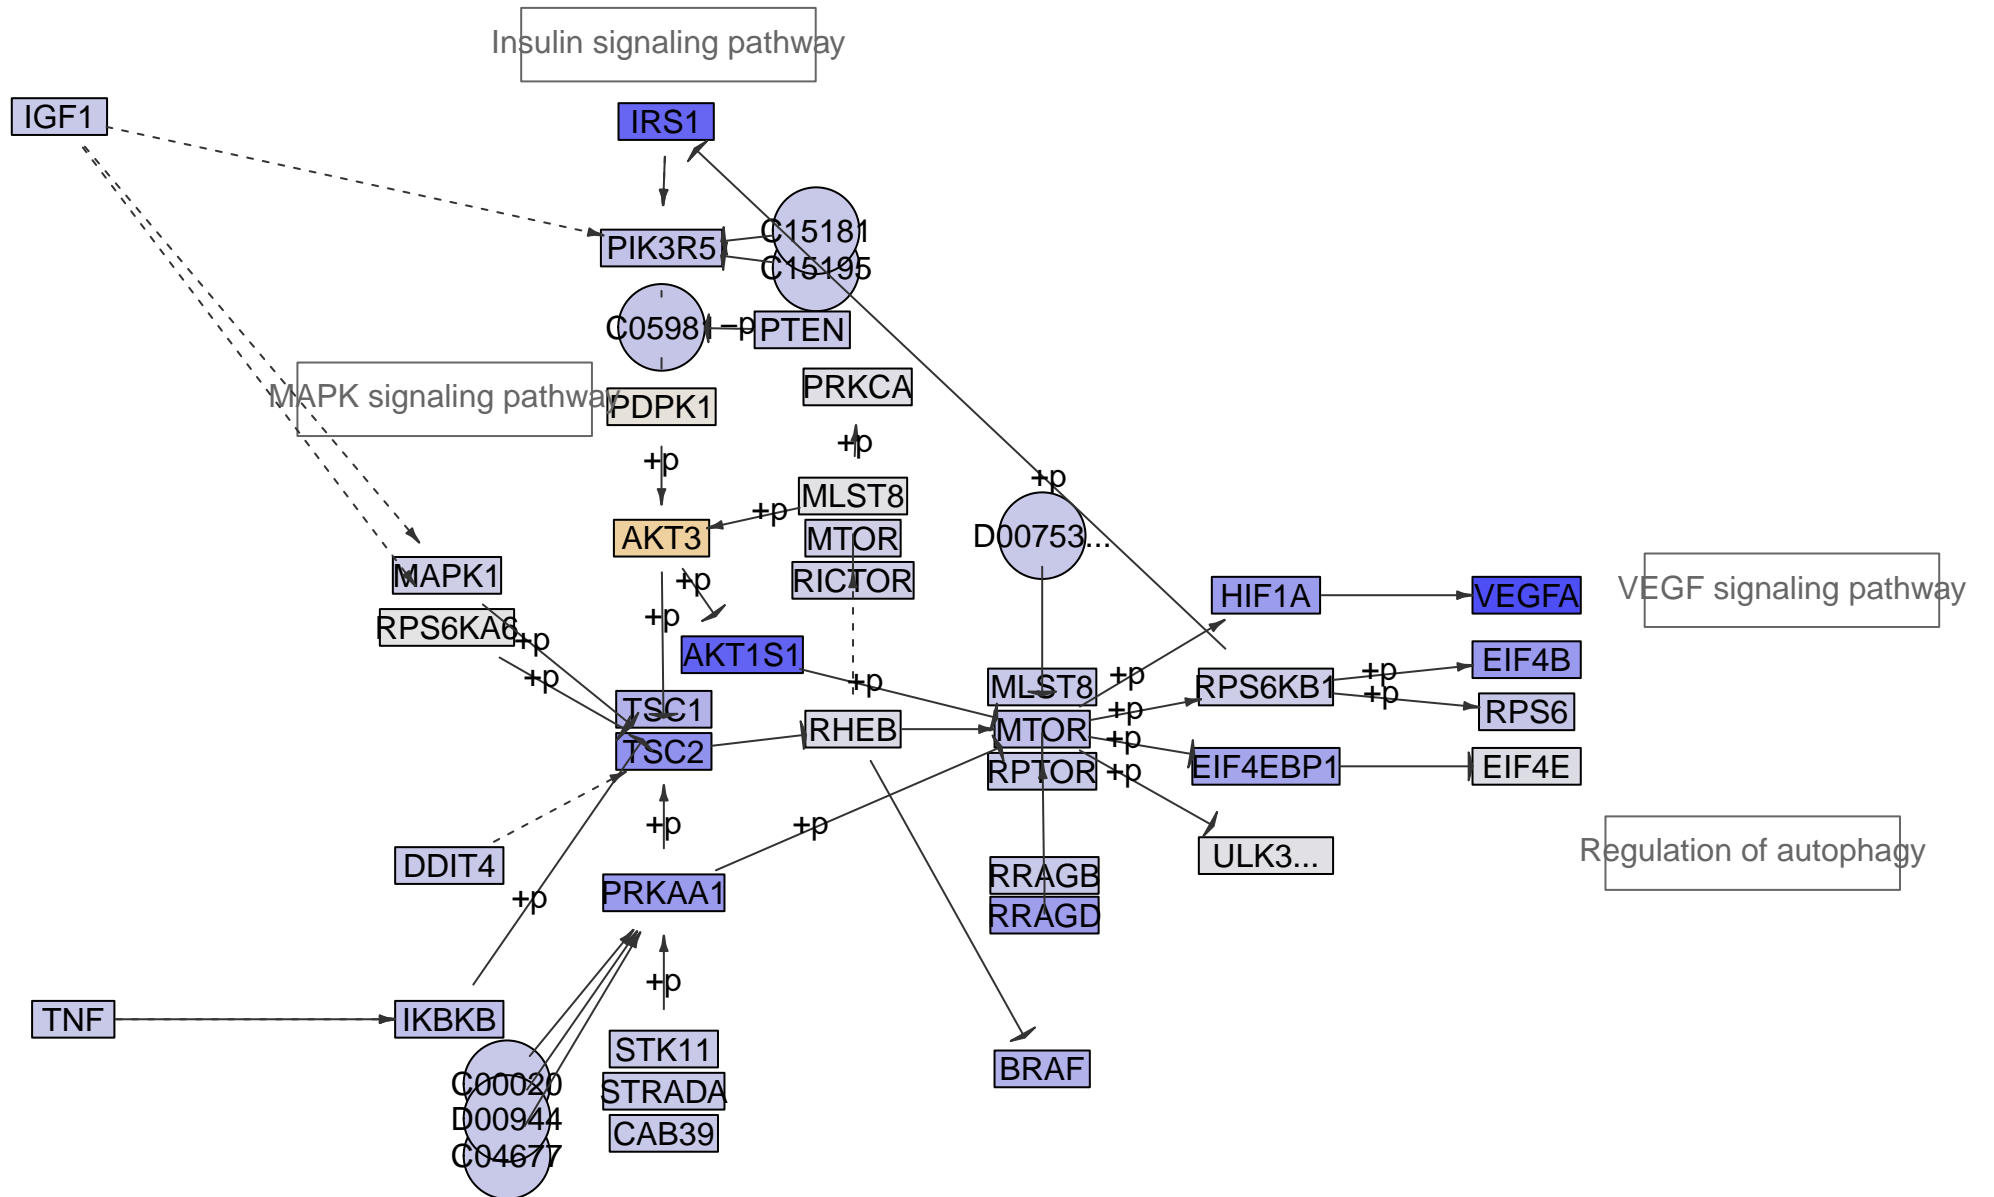 Insulin signaling pathway
IGF1
IRS1
C15181
PIK3R5
C15195
C0598
–p
PTEN
PRKCA
MAPK signaling pathway
PDPK1
+p
+p
+p
MLST8
+p
AKT3
MTOR
D00753...
MAPK1
+p
RICTOR
HIF1A
VEGFA
VEGF signaling pathway
RPS6KA6
+p
+p
AKT1S1
EIF4B
+p
+p
+p
+p
MLST8
RPS6KB1
+p
TSC1
+p
RPS6
RHEB
MTOR
+p
TSC2
RPTOR
+p
EIF4EBP1
EIF4E
+p
+p
DDIT4
ULK3...
Regulation of autophagy
RRAGB
PRKAA1
+p
RRAGD
+p
TNF
IKBKB
STK11
BRAF
C00020
STRADA
D00944
CAB39
C04677